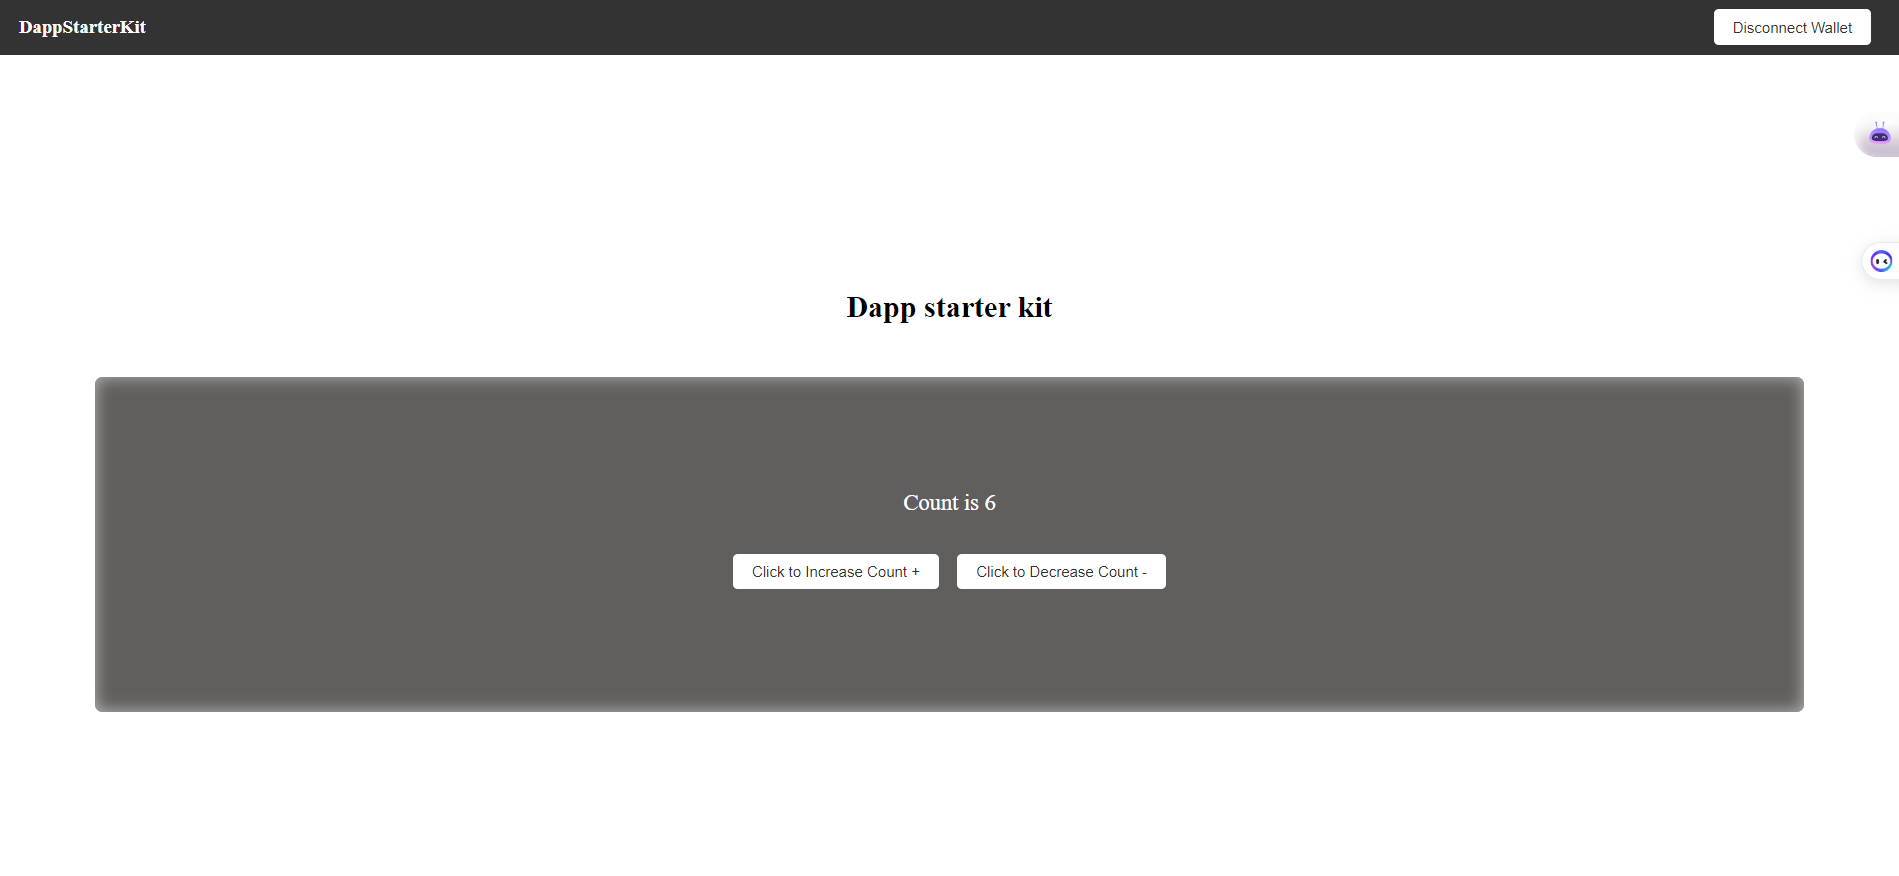 DappStarterKit
Disconnect Wallet
Dapp starter kit
Count is 6
Click to Increase Count +
Click to Decrease Count -